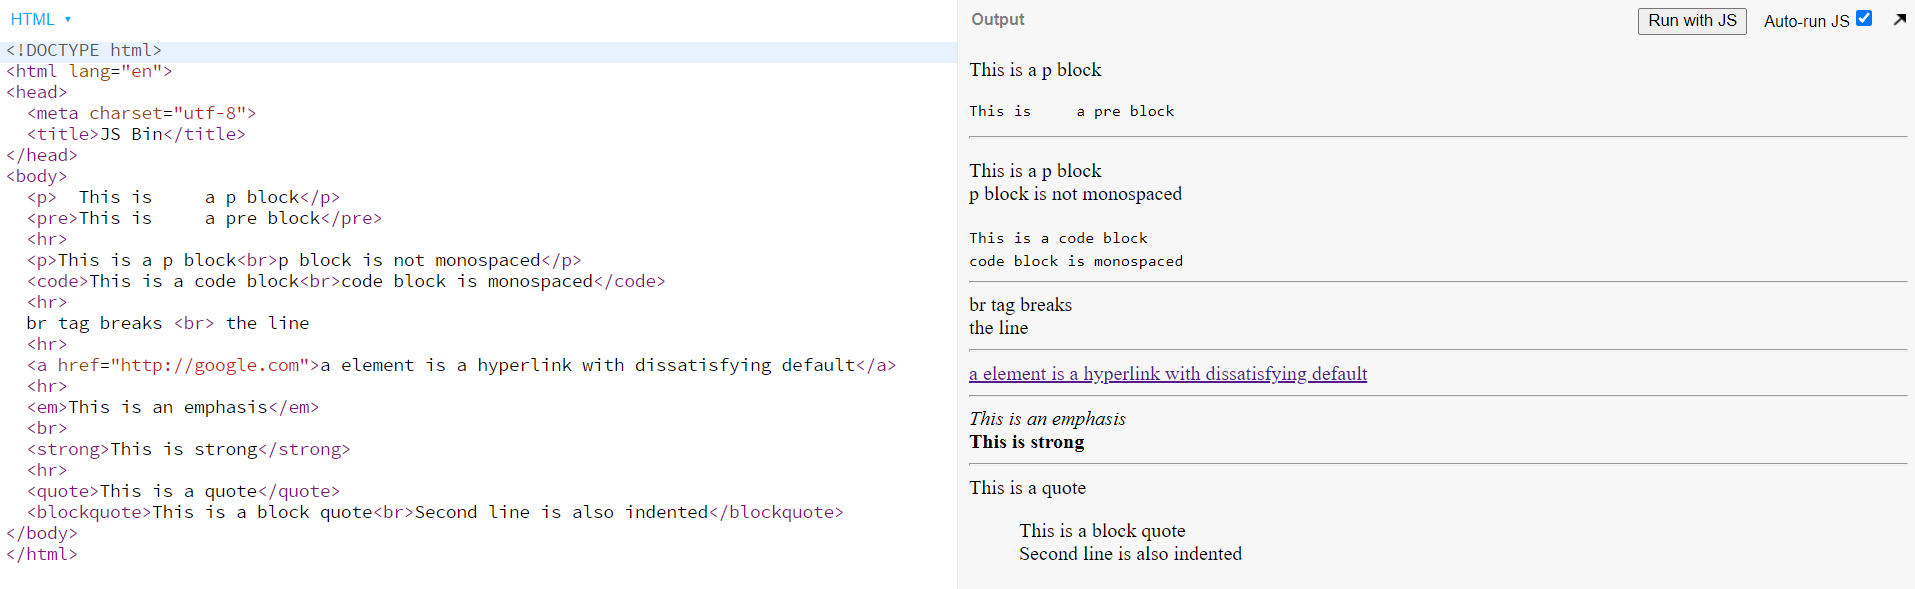 HTML ▾
<!DOCTYPE html>
<html lang="en">
<head>
  <meta charset="utf-8">
  <title>JS Bin</title>
</head>
<body>
  <p>  This is     a p block</p>
  <pre>This is     a pre block</pre>
  <hr>
  <p>This is a p block<br>p block is not monospaced</p>
  <code>This is a code block<br>code block is monospaced</code>
  <hr>
  br tag breaks <br> the line
  <hr>
  <a href="http://google.com">a element is a hyperlink with dissatisfying default</a>
  <hr>
  <em>This is an emphasis</em>
  <br>
  <strong>This is strong</strong>
  <hr>
  <quote>This is a quote</quote>
  <blockquote>This is a block quote<br>Second line is also indented</blockquote>
</body>
</html>
Output Run with JS Auto-run JS
This is a p block
This is     a pre block
This is a p block
p block is not monospaced
This is a code block
code block is monospaced
br tag breaks
the line
a element is a hyperlink with dissatisfying default
This is an emphasis
This is strong
This is a quote
This is a block quote
Second line is also indented